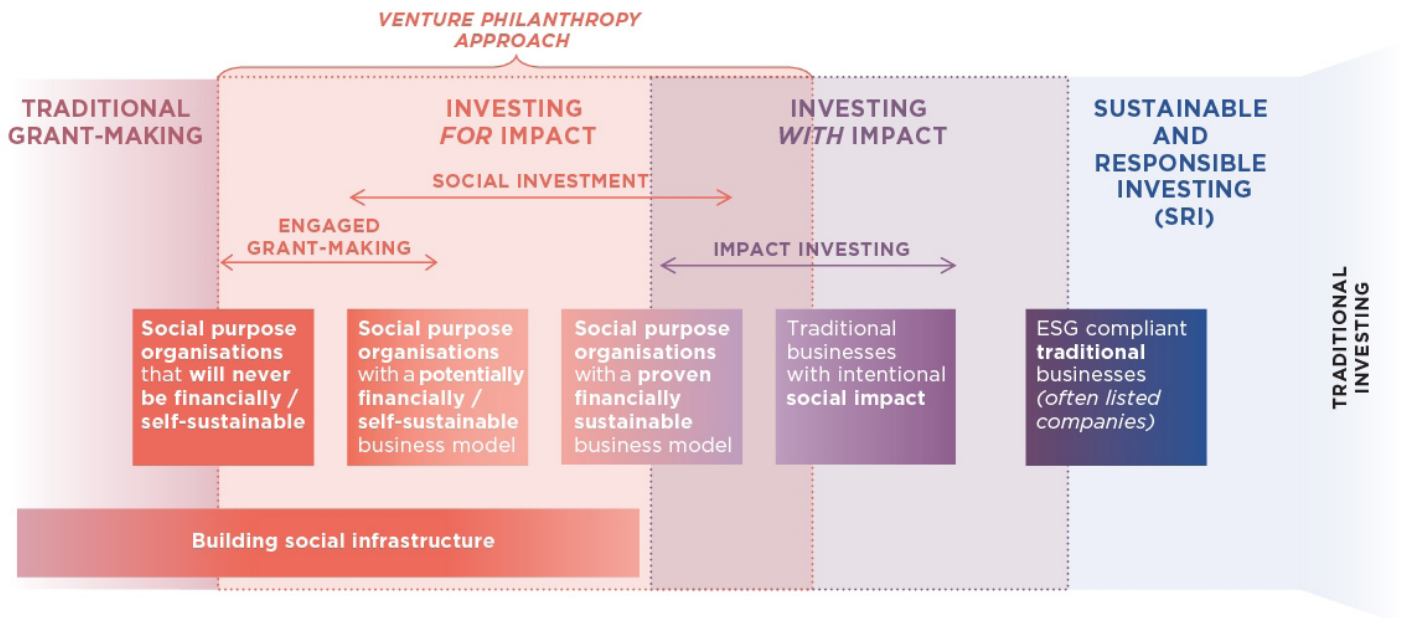 VENTURE PHILANTHROPY
APPROACH
TRADITIONAL
GRANT-MAKING
INVESTING
FOR IMPACT
INVESTING
WITH IMPACT
SUSTAINABLE
AND
RESPONSIBLE
INVESTING
(SRI)
SOCIAL INVESTMENT
ENGAGED
GRANT-MAKING
IMPACT INVESTING
Social purpose
organisations
that will never
be financially /
self-sustainable
Social purpose
organisations
with a potentially
financially /
self-sustainable
business model
Social purpose
organisations
with a proven
financially
sustainable
business model
Traditional
businesses
with intentional
social impact
ESG compliant
traditional
businesses
(often listed
companies)
TRADITIONAL
INVESTING
Building social infrastructure